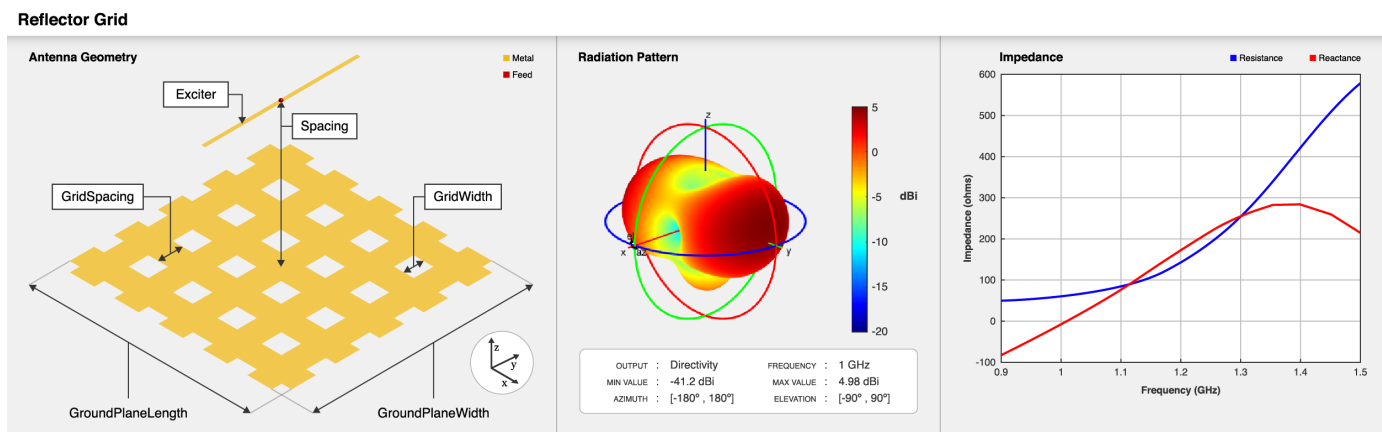 Reflector Grid
Antenna Geometry
Metal
Feed
Exciter
Spacing
GridSpacing
GridWidth
GroundPlaneLength
GroundPlaneWidth
z
y
x
Radiation Pattern
z
x
az
y
5
0
-5
-10
-15
-20
dBi
OUTPUT : Directivity FREQUENCY : 1 GHz
MIN VALUE : -41.2 dBi MAX VALUE : 4.98 dBi
AZIMUTH : [-180° , 180°] ELEVATION : [-90° , 90°]
Impedance
Resistance
Reactance
600
500
400
300
200
100
0
-100
Impedance (ohms)
0.9 1 1.1 1.2 1.3 1.4 1.5
Frequency (GHz)